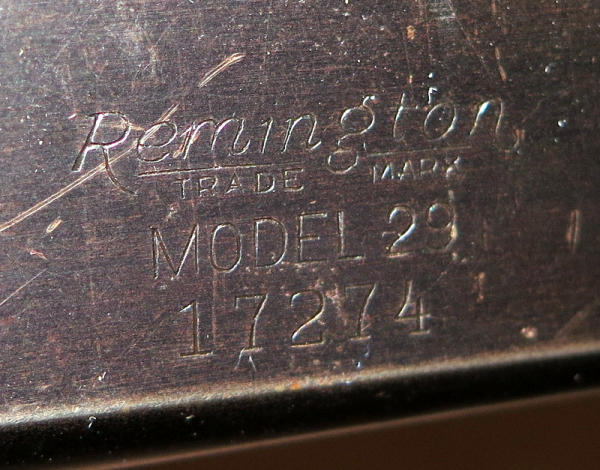 Remington,
TRADE MARK
MODEL 29
17274